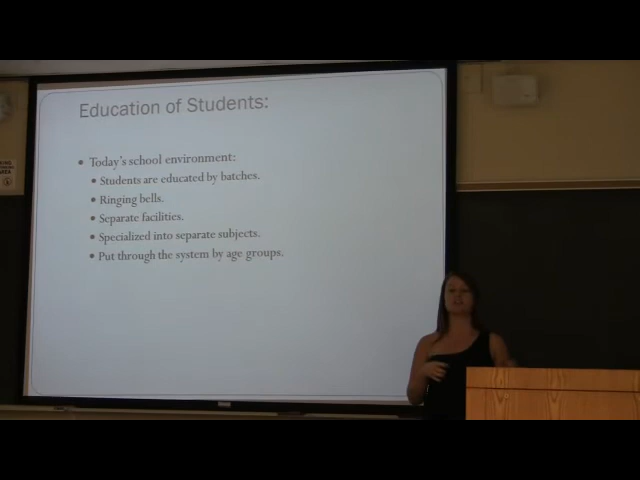 Education of Students:
• Today's school environment:
• Students are educated by batches.
• Ringing bells.
• Separate facilities.
• Specialized into separate subjects.
• Put through the system by age groups.